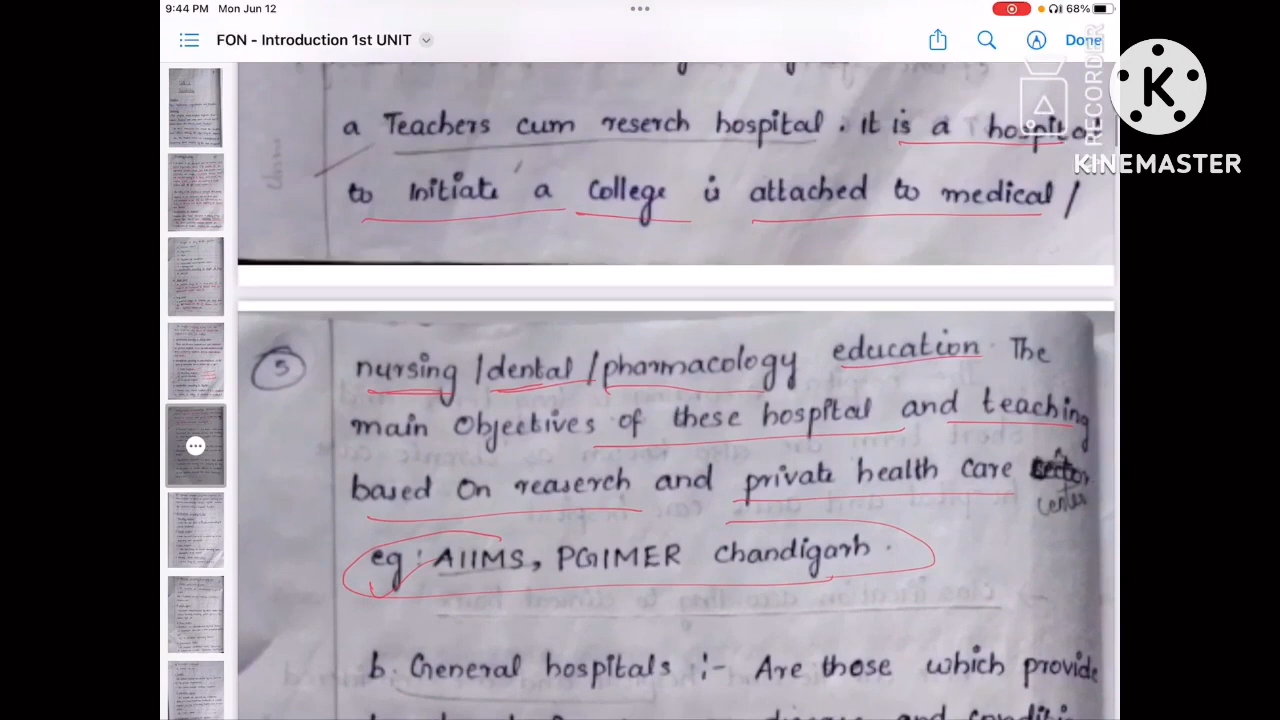 9:44 PM Mon Jun 12
68%
FON - Introduction 1st UNIT
Done
RECORDER
KINEMASTER
a Teachers cum reserch hospital. It is a hospital
to initiate a college is attached to medical /
5
nursing /dental /pharmacology education The
main objectives of these hospital and teaching
based on reaserch and private health care
center
eg: AIIMS, PGIMER Chandigarh.
b. General hospitals :- Are those which provide
and